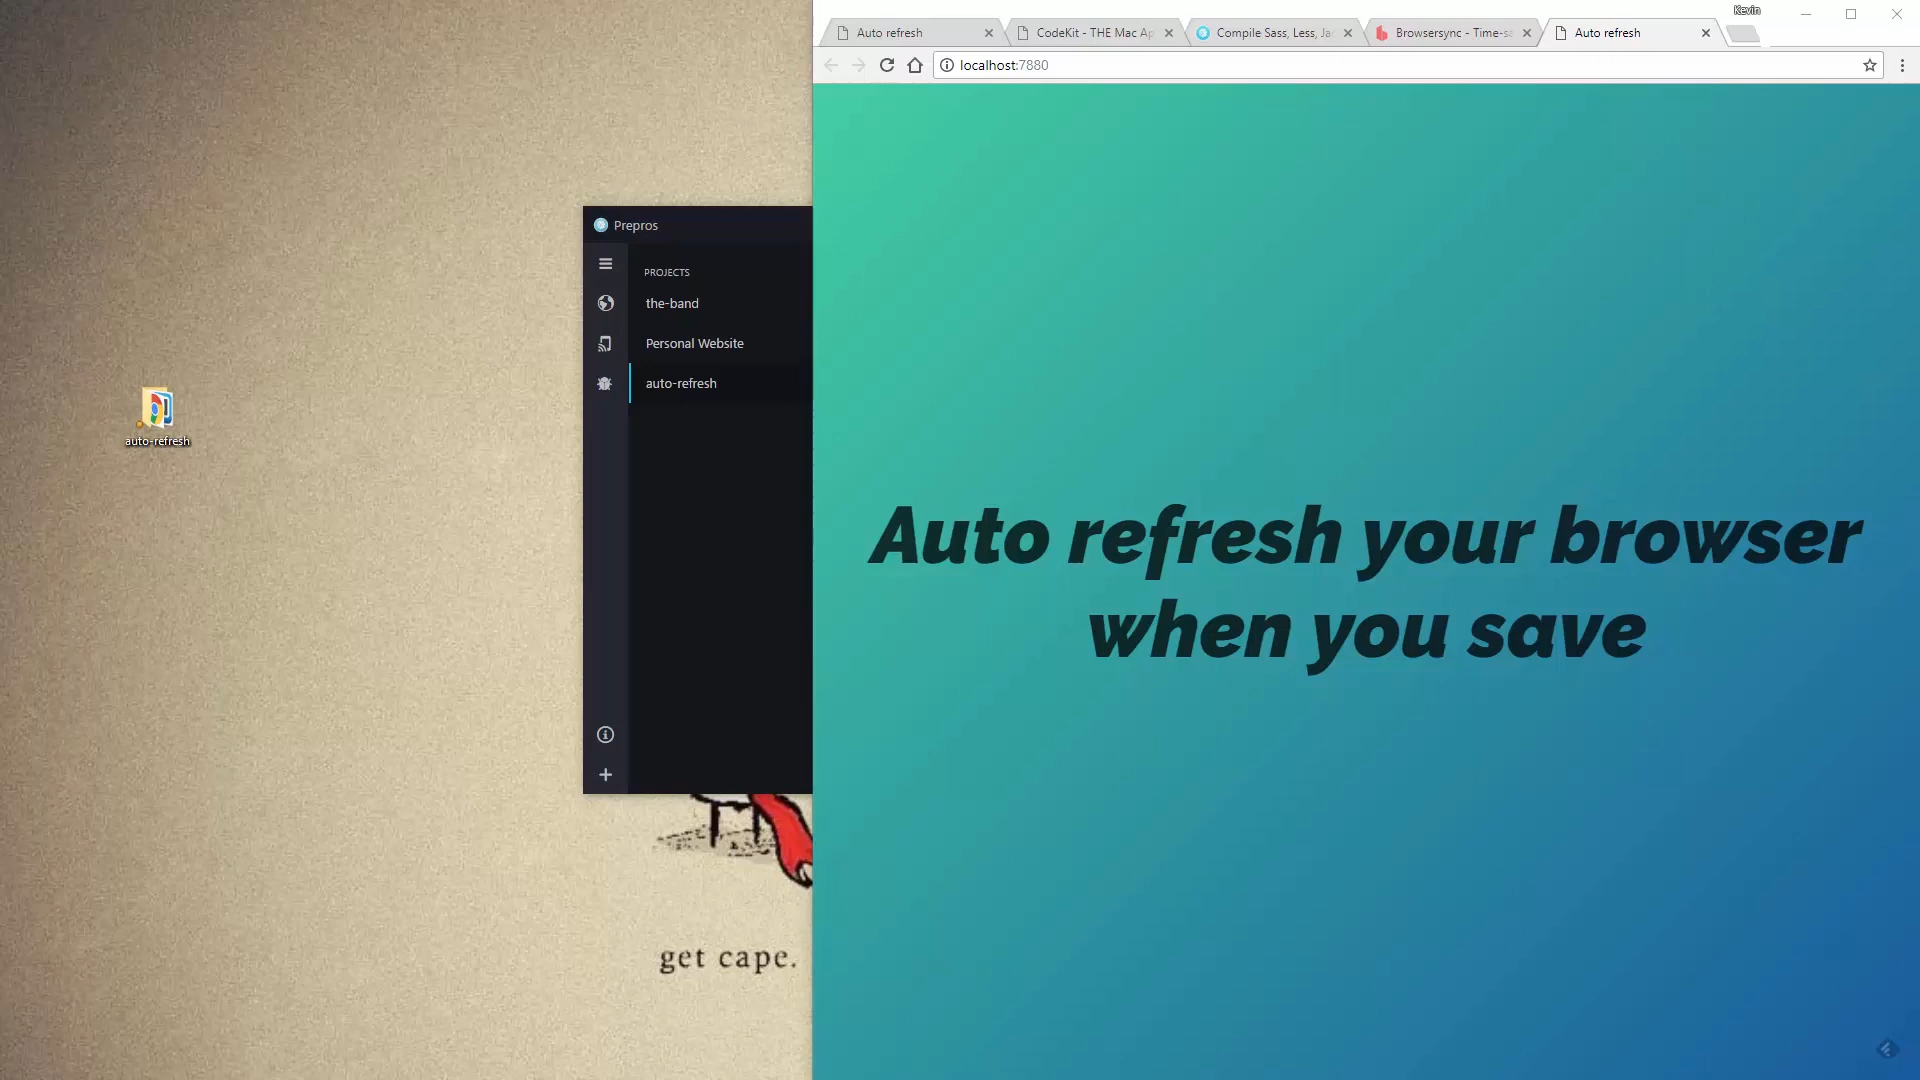 Kevin
Auto refresh
CodeKit - THE Mac Ap
Compile Sass, Less, Ja
Browsersync - Time-sa
Auto refresh
localhost:7880
Prepros
PROJECTS
the-band
Personal Website
auto-refresh
auto-refresh
Auto refresh your browser
when you save
get cape.